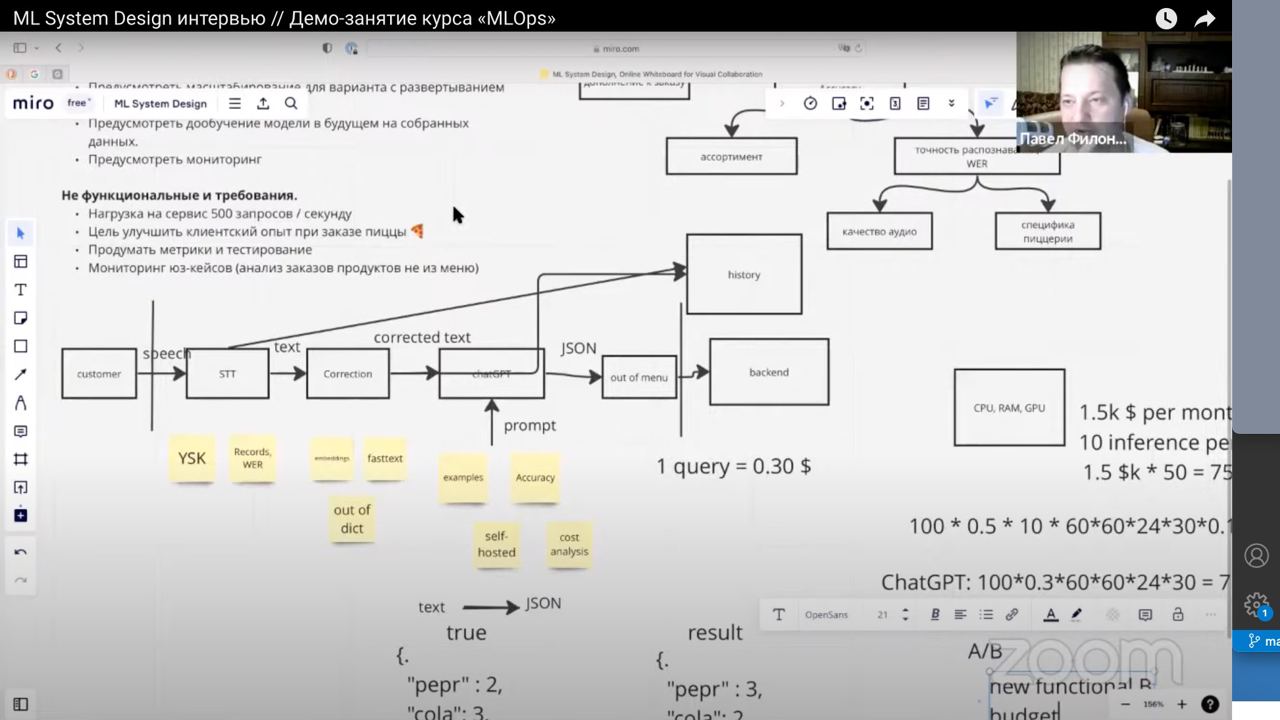 ML System Design интервью // Демо-занятие курса «MLOps»
miro.com
ML System Design, Online Whiteboard for Visual Collaboration
Предусмотреть масштабирование для варианта с развертыванием
miro free ML System Design
Предусмотреть дообучение модели в будущем на собранных
данных.
Предусмотреть мониторинг
Не функциональные и требования.
Нагрузка на сервис 500 запросов / секунду
Цель улучшить клиентский опыт при заказе пиццы 🍕
Продумать метрики и тестирование
Мониторинг юз-кейсов (анализ заказов продуктов не из меню)
Павел Филон...
ассортимент
точность
WER
качество аудио
специфика
пиццерии
history
customer
speech
STT
text
Correction
corrected text
chatGPT
JSON
out of menu
backend
prompt
YSK
Records,
WER
embeddings
fasttext
out of
dict
examples
Accuracy
self-
hosted
cost
analysis
1 query = 0.30 $
CPU, RAM, GPU
1.5k $ per mont
10 inference pe
1.5 $k * 50 = 75
100 * 0.5 * 10 * 60*60*24*30*0.1
ChatGPT: 100*0.3*60*60*24*30 = 7
OpenSans 21
text JSON
true
{.
"pepr" : 2,
"cola": 3,
result
{.
"pepr" : 3,
"cola": 2
A/B
new functional B
budget
zoom
156%
1
ma